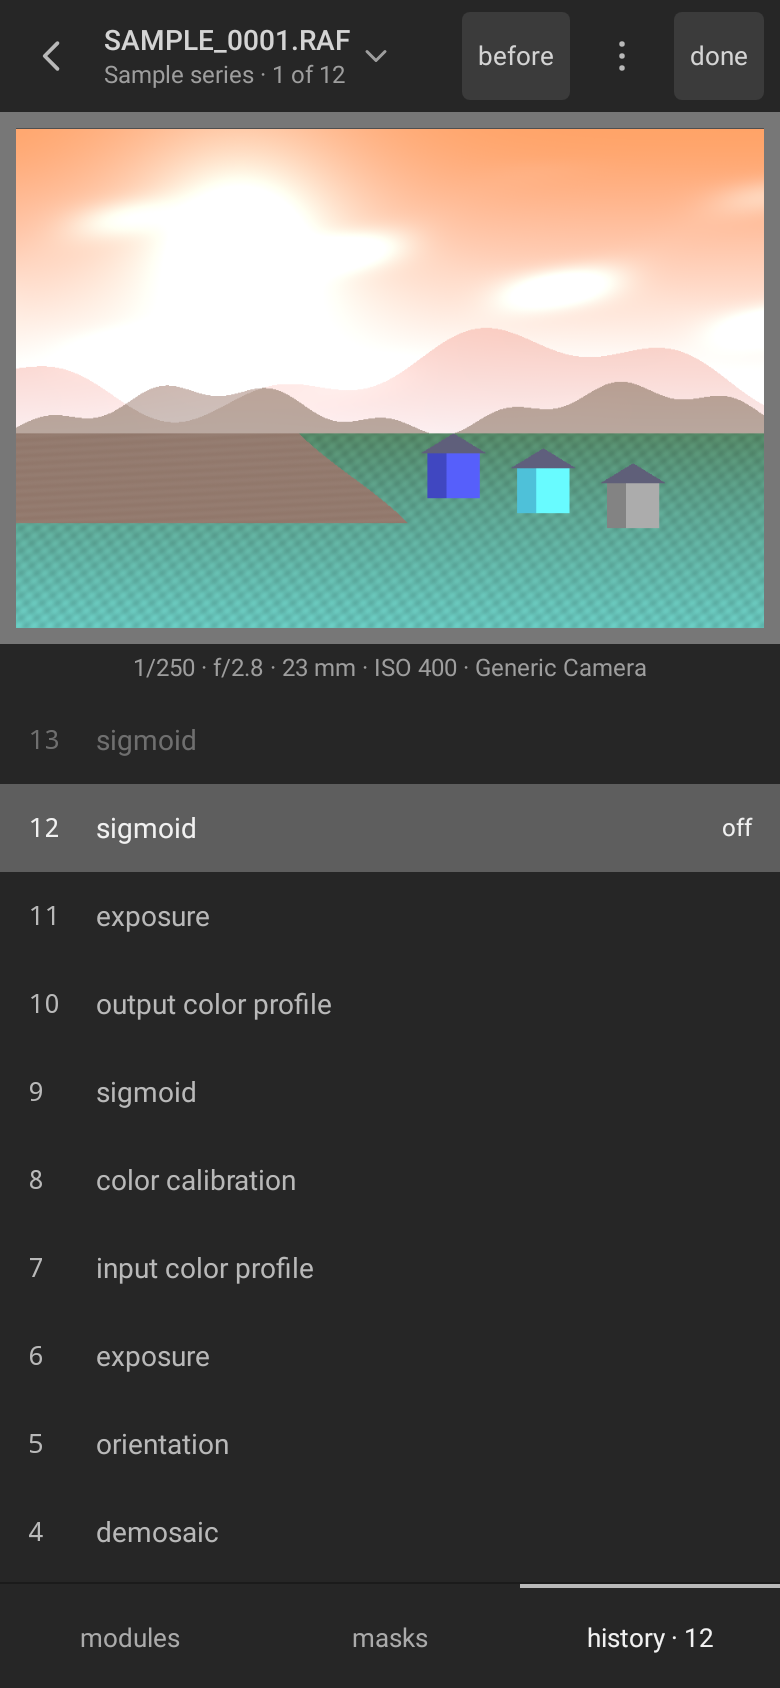 SAMPLE_0001.RAF
Sample series · 1 of 12
before
done
1/250 · f/2.8 · 23 mm · ISO 400 · Generic Camera
13 sigmoid
12 sigmoid off
11 exposure
10 output color profile
9 sigmoid
8 color calibration
7 input color profile
6 exposure
5 orientation
4 demosaic
modules masks history · 12